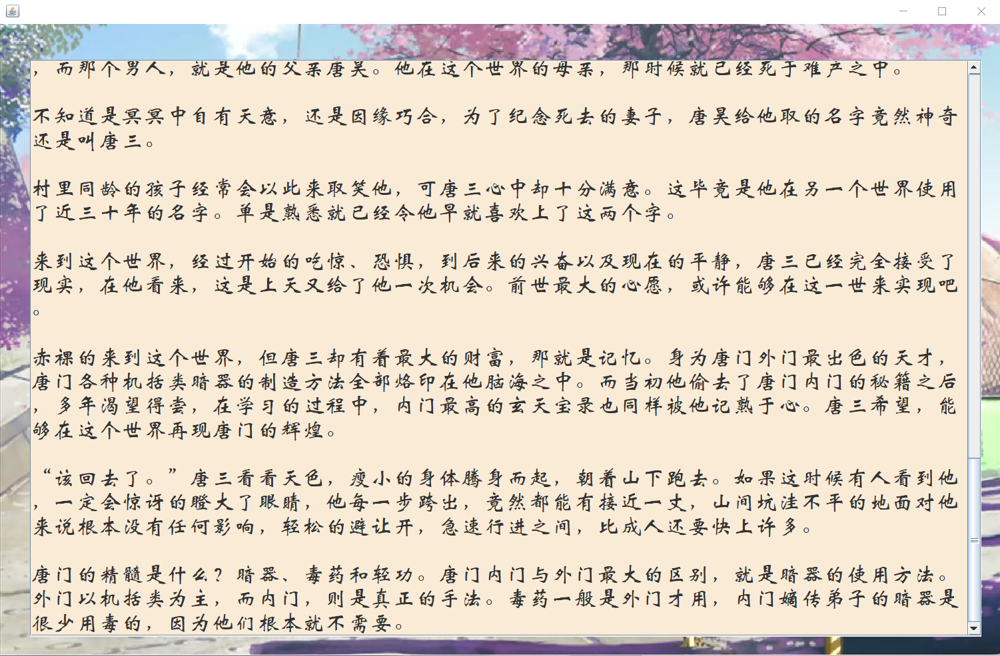 ，而那个男人，就是他的父亲唐昊。他在这个世界的母亲，那时候就已经死于难产之中。
不知道是冥冥中自有天意，还是因缘巧合，为了纪念死去的妻子，唐昊给他取的名字竟然神奇
还是叫唐三。
村里同龄的孩子经常会以此来取笑他，可唐三心中却十分满意。这毕竟是他在另一个世界使用
了近三十年的名字。单是熟悉就已经令他早就喜欢上了这两个字。
来到这个世界，经过开始的吃惊、恐惧，到后来的兴奋以及现在的平静，唐三已经完全接受了
现实，在他看来，这是上天又给了他一次机会。前世最大的心愿，或许能够在这一世来实现吧
。
赤裸的来到这个世界，但唐三却有着最大的财富，那就是记忆。身为唐门外门最出色的天才，
唐门各种机括类暗器的制造方法全部烙印在他脑海之中。而当初他偷去了唐门内门的秘籍之后
，多年渴望得尝，在学习的过程中，内门最高的玄天宝录也同样被他记熟于心。唐三希望，能
够在这个世界再现唐门的辉煌。
“该回去了。”唐三看看天色，瘦小的身体腾身而起，朝着山下跑去。如果这时候有人看到他
，一定会惊讶的瞪大了眼睛，他每一步跨出，竟然都能有接近一丈，山间坑洼不平的地面对他
来说根本没有任何影响，轻松的避让开，急速行进之间，比成人还要快上许多。
唐门的精髓是什么？暗器、毒药和轻功。唐门内门与外门最大的区别，就是暗器的使用方法。
外门以机括类为主，而内门，则是真正的手法。毒药一般是外门才用，内门嫡传弟子的暗器是
很少用毒的，因为他们根本就不需要。